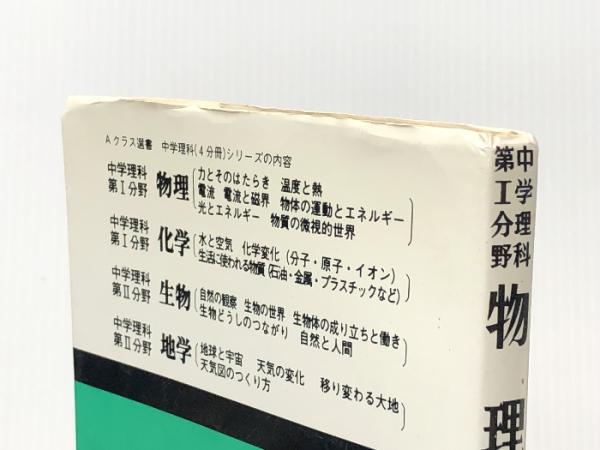 Aクラス選書 中学理科(4分冊)シリーズの内容
中学理科
第Ⅰ分野
物理
力とそのはたらき 温度と熱
電流 電流と磁界 物体の運動とエネルギー
光とエネルギー 物質の微視的世界
中学理科
第Ⅰ分野
化学
水と空気 化学変化(分子・原子・イオン)
生活に使われる物質(石油・金属・プラスチックなど)
中学理科
第Ⅱ分野
生物
自然の観察 生物の世界 生物体の成り立ちと働き
生物どうしのつながり 自然と人間
中学理科
第Ⅱ分野
地学
地球と宇宙 天気の変化 移り変わる大地
天気図のつくり方
中学理科
第Ⅰ分野
物理